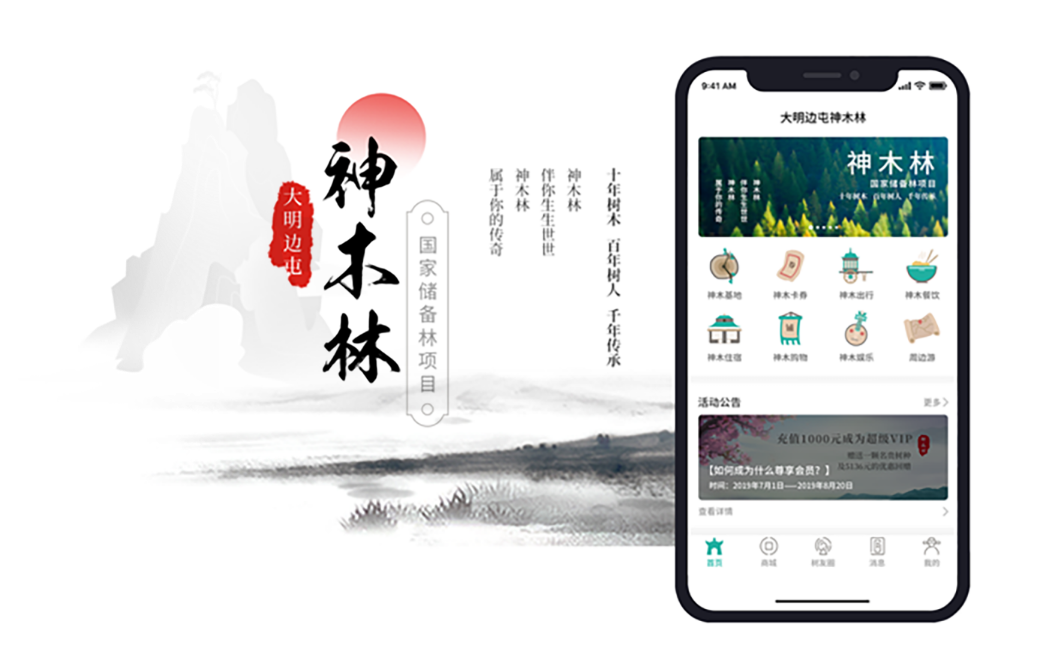 神木林
大明边屯
国家储备林项目
十年树木 百年树人 千年传承
神木林
伴你生生世世
神木林
属于你的传奇
9:41 AM
大明边屯神木林
神木林
国家储备林项目
十年树木 百年树人 千年传承
神木林
伴你生生世世
神木林
属于你的传奇
神木基地
神木卡券
神木出行
神木餐饮
神木住宿
神木购物
神木娱乐
周边游
活动公告
更多
充值1000元成为超级VIP
赠送一颗名贵树种
及5136元的优惠回赠
【如何成为什么尊享会员?】
时间:2019年7月1日——2019年8月20日
查看详情
首页
商城
树友圈
消息
我的